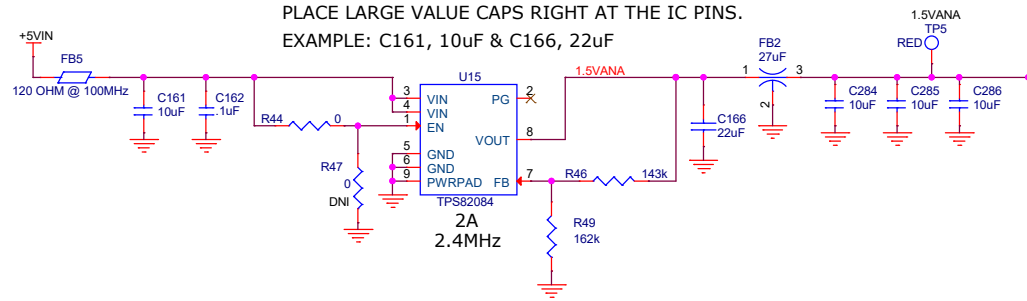 PLACE LARGE VALUE CAPS RIGHT AT THE IC PINS.
EXAMPLE: C161, 10uF & C166, 22uF
+5VIN
FB5
120 OHM @ 100MHz
C161
10uF
C162
.1uF
R44
0
R47
0
DNI
U15
3
VIN
4
VIN
1
EN
5
GND
6
GND
9
PWRPAD
PG
2
VOUT
8
FB
7
TPS82084
2A
2.4MHz
1.5VANA
R46
143k
R49
162k
C166
22uF
FB2
27uF
1
3
2
1.5VANA
TP5
RED
C284
10uF
C285
10uF
C286
10uF